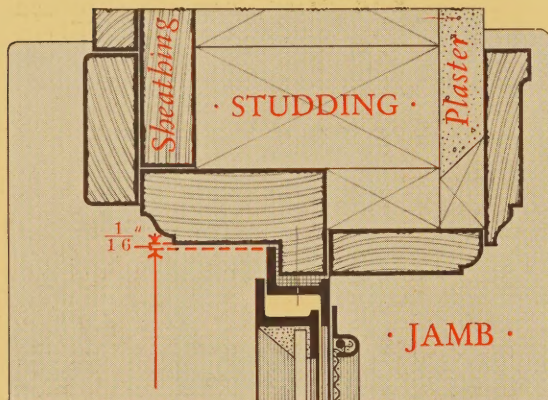 Sheathing
· STUDDING ·
Plaster
1/16"
· JAMB ·